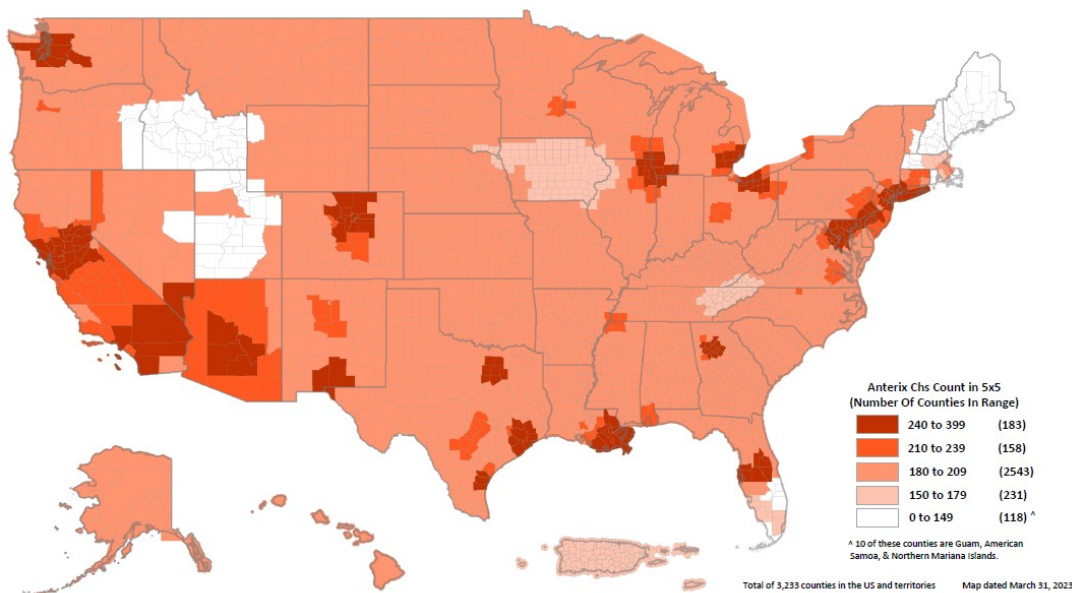 Anterix Chs Count in 5x5
(Number Of Counties In Range)
240 to 399 (183)
210 to 239 (158)
180 to 209 (2543)
150 to 179 (231)
0 to 149 (118) ^
^ 10 of these counties are Guam, American
Samoa, & Northern Mariana Islands.
Total of 3,233 counties in the US and territories Map dated March 31, 2023